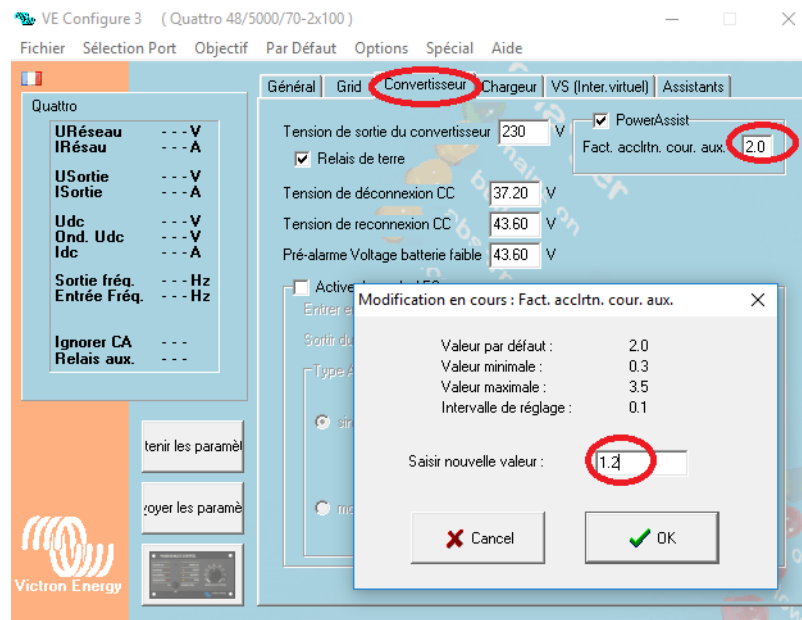 VE Configure 3 ( Quattro 48/5000/70-2x100 )
Fichier Sélection Port Objectif Par Défaut Options Spécial Aide
Général Grid Convertisseur Chargeur VS (Inter.virtuel) Assistants
Quattro
URéseau - - - V
IRésau - - - A
USortie - - - V
ISortie - - - A
Udc - - - V
Ond. Udc - - - V
Idc - - - A
Sortie fréq. - - - Hz
Entrée Fréq. - - - Hz
Ignorer CA - - -
Relais aux. - - -
tenir les paramèt
yoyer les paramè
Victron Energy
Tension de sortie du convertisseur 230 V
Relais de terre
PowerAssist
Fact. acclrtn. cour. aux. 2.0
Tension de déconnexion CC 37.20 V
Tension de reconnexion CC 43.60 V
Pré-alarme Voltage batterie faible 43.60 V
Modification en cours : Fact. acclrtn. cour. aux.
Valeur par défaut : 2.0
Valeur minimale : 0.3
Valeur maximale : 3.5
Intervalle de réglage : 0.1
Saisir nouvelle valeur : 1.2
Cancel OK